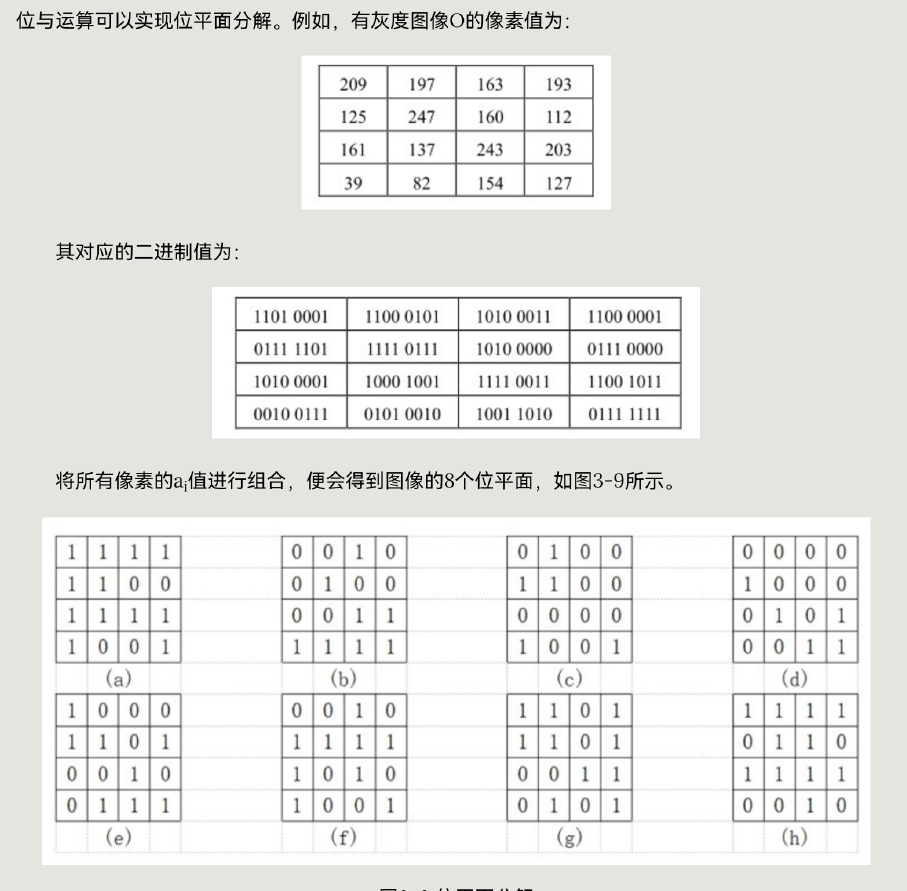 位与运算可以实现位平面分解。例如，有灰度图像O的像素值为：
209 197 163 193
125 247 160 112
161 137 243 203
39 82 154 127
其对应的二进制值为：
1101 0001 1100 0101 1010 0011 1100 0001
0111 1101 1111 0111 1010 0000 0111 0000
1010 0001 1000 1001 1111 0011 1100 1011
0010 0111 0101 0010 1001 1010 0111 1111
将所有像素的ai值进行组合，便会得到图像的8个位平面，如图3-9所示。
1 1 1 1 0 0 1 0 0 1 0 0 0 0 0 0
1 1 0 0 0 1 0 0 1 1 0 0 1 0 0 0
1 1 1 1 0 0 1 1 0 0 0 0 0 1 0 1
1 0 0 1 1 1 1 1 1 0 0 1 0 0 1 1
(a) (b) (c) (d)
1 0 0 0 0 0 1 0 1 1 0 1 1 1 1 1
1 1 0 1 1 1 1 1 1 1 0 1 0 1 1 0
0 0 1 0 1 0 1 0 0 0 1 1 1 1 1 1
0 1 1 1 1 0 0 1 0 1 0 1 0 0 1 0
(e) (f) (g) (h)